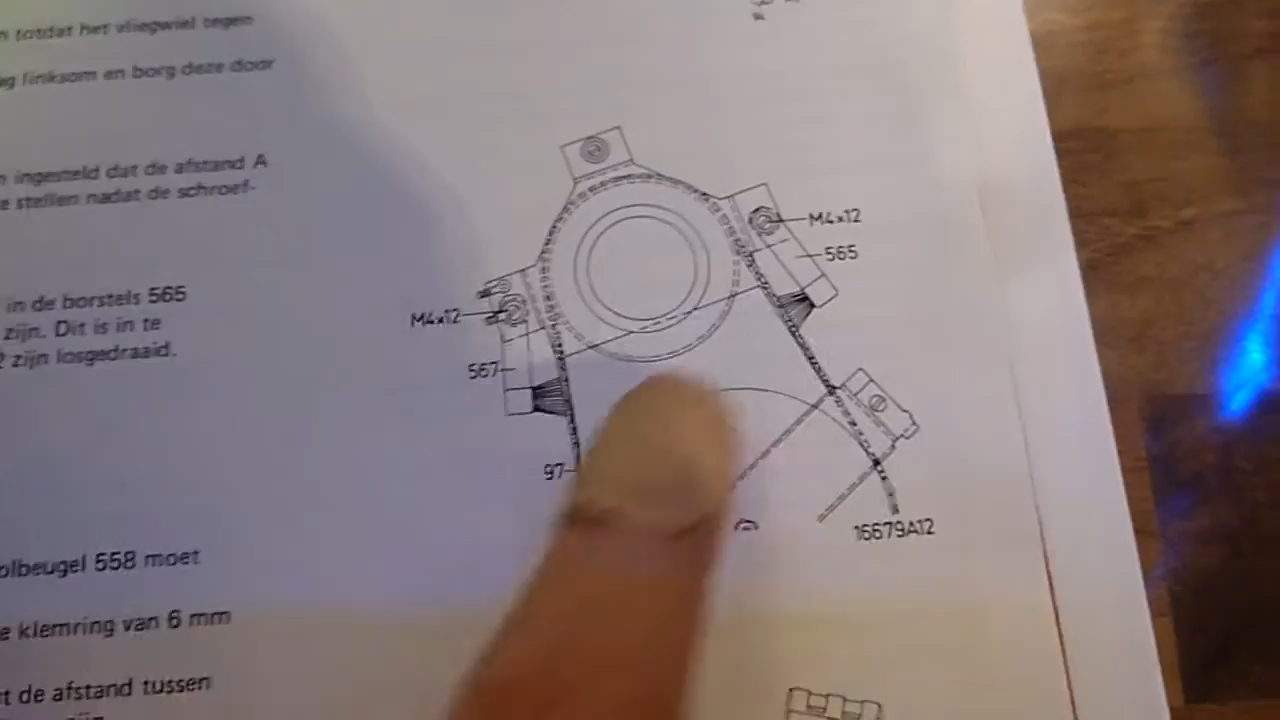 totdat het vliegwiel tegen
linksom en borg deze door
ingesteld dat de afstand A
stellen nadat de schroef-
in de borstels 565
zijn. Dit is in te
zijn losgedraaid.
M4x12
565
M4x12
567
97
16679A12
olbeugel 558 moet
klemring van 6 mm
de afstand tussen